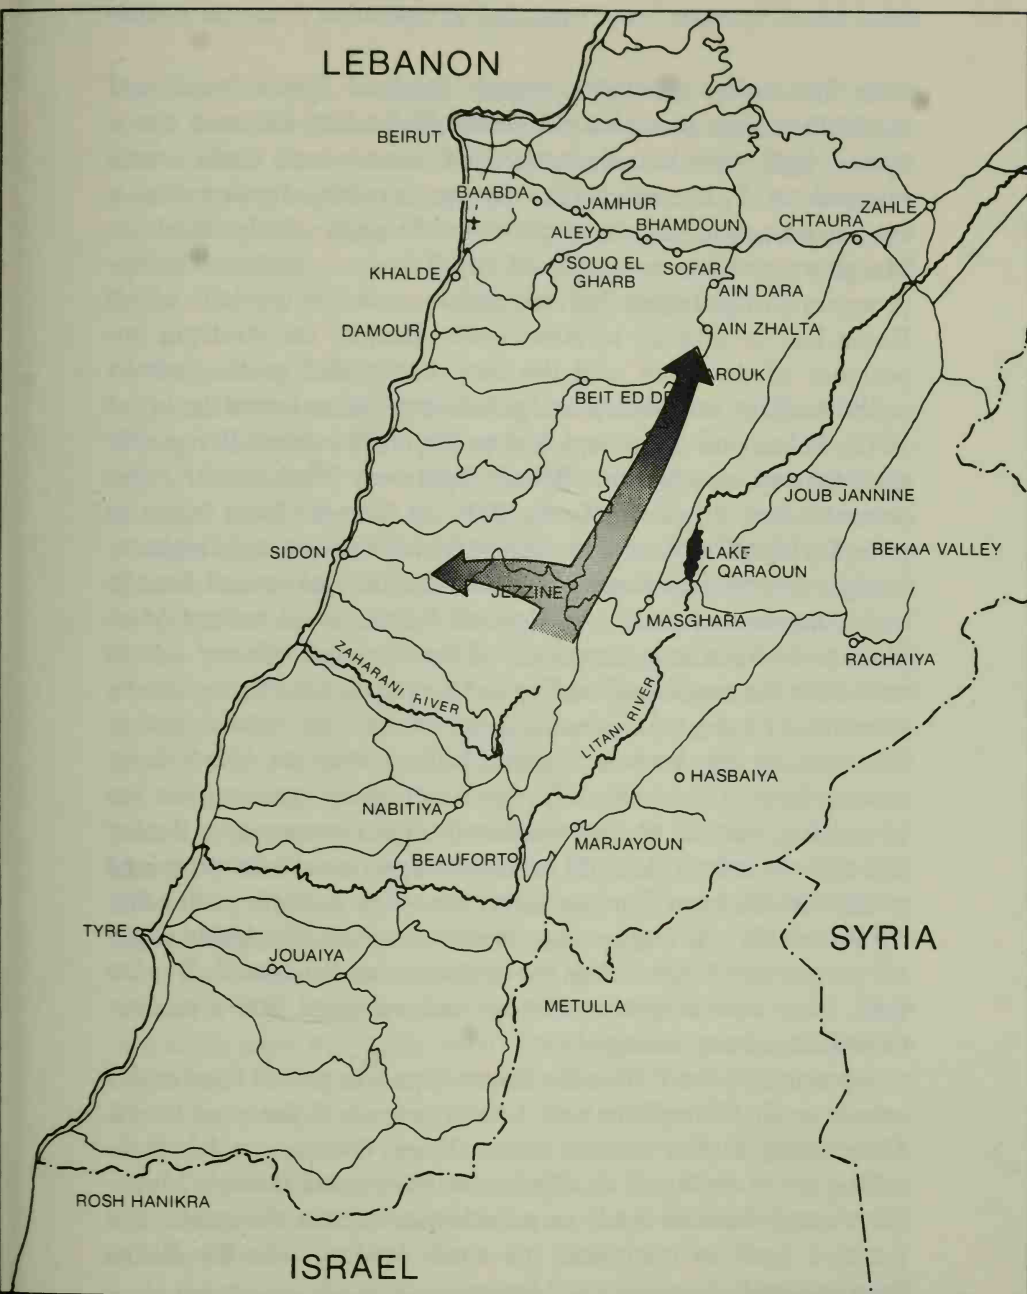 LEBANON
BEIRUT
BAABDA
JAMHUR
ALEY
BHAMDOUN
CHTAURA
ZAHLE
KHALDE
SOUQ EL
GHARB
SOFAR
AIN DARA
DAMOUR
AIN ZHALTA
AROUK
BEIT ED DE
JOUB JANNINE
SIDON
LAKE
QARAOUN
BEKAA VALLEY
JEZZINE
MASGHARA
RACHAIYA
ZAHARANI RIVER
LITANI RIVER
HASBAIYA
NABITIYA
MARJAYOUN
BEAUFORT
TYRE
JOUAIYA
SYRIA
METULLA
ROSH HANIKRA
ISRAEL